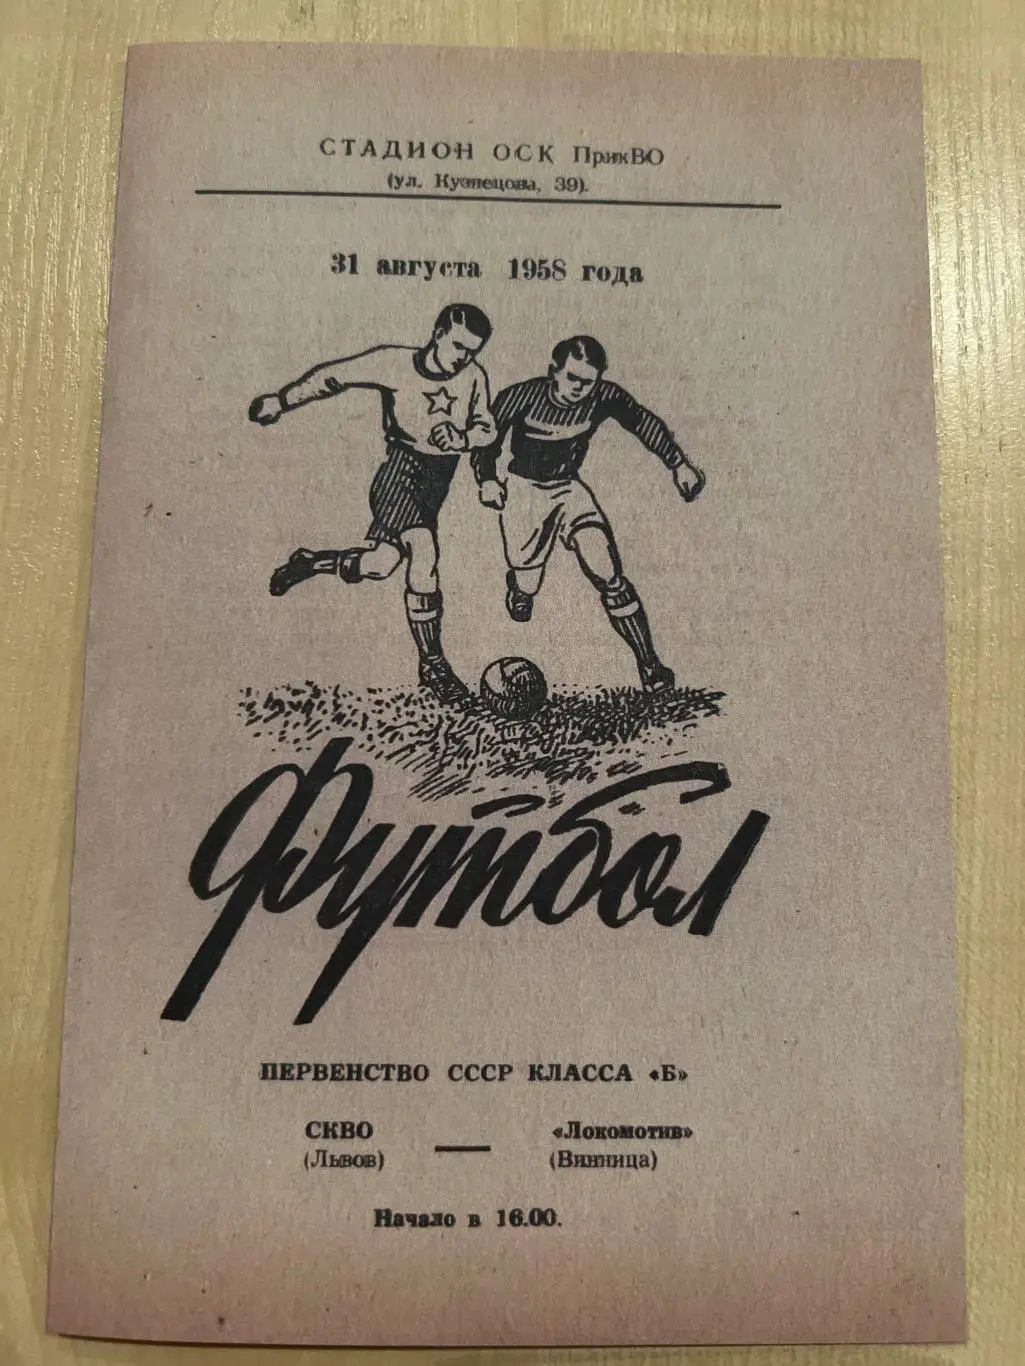 СТАДИОН ОСК ПрикВО
(ул. Кузнецова, 39).
31 августа 1958 года
Футбол
ПЕРВЕНСТВО СССР КЛАССА «Б»
СКВО — «Локомотив»
(Львов) (Винница)
Начало в 16.00.